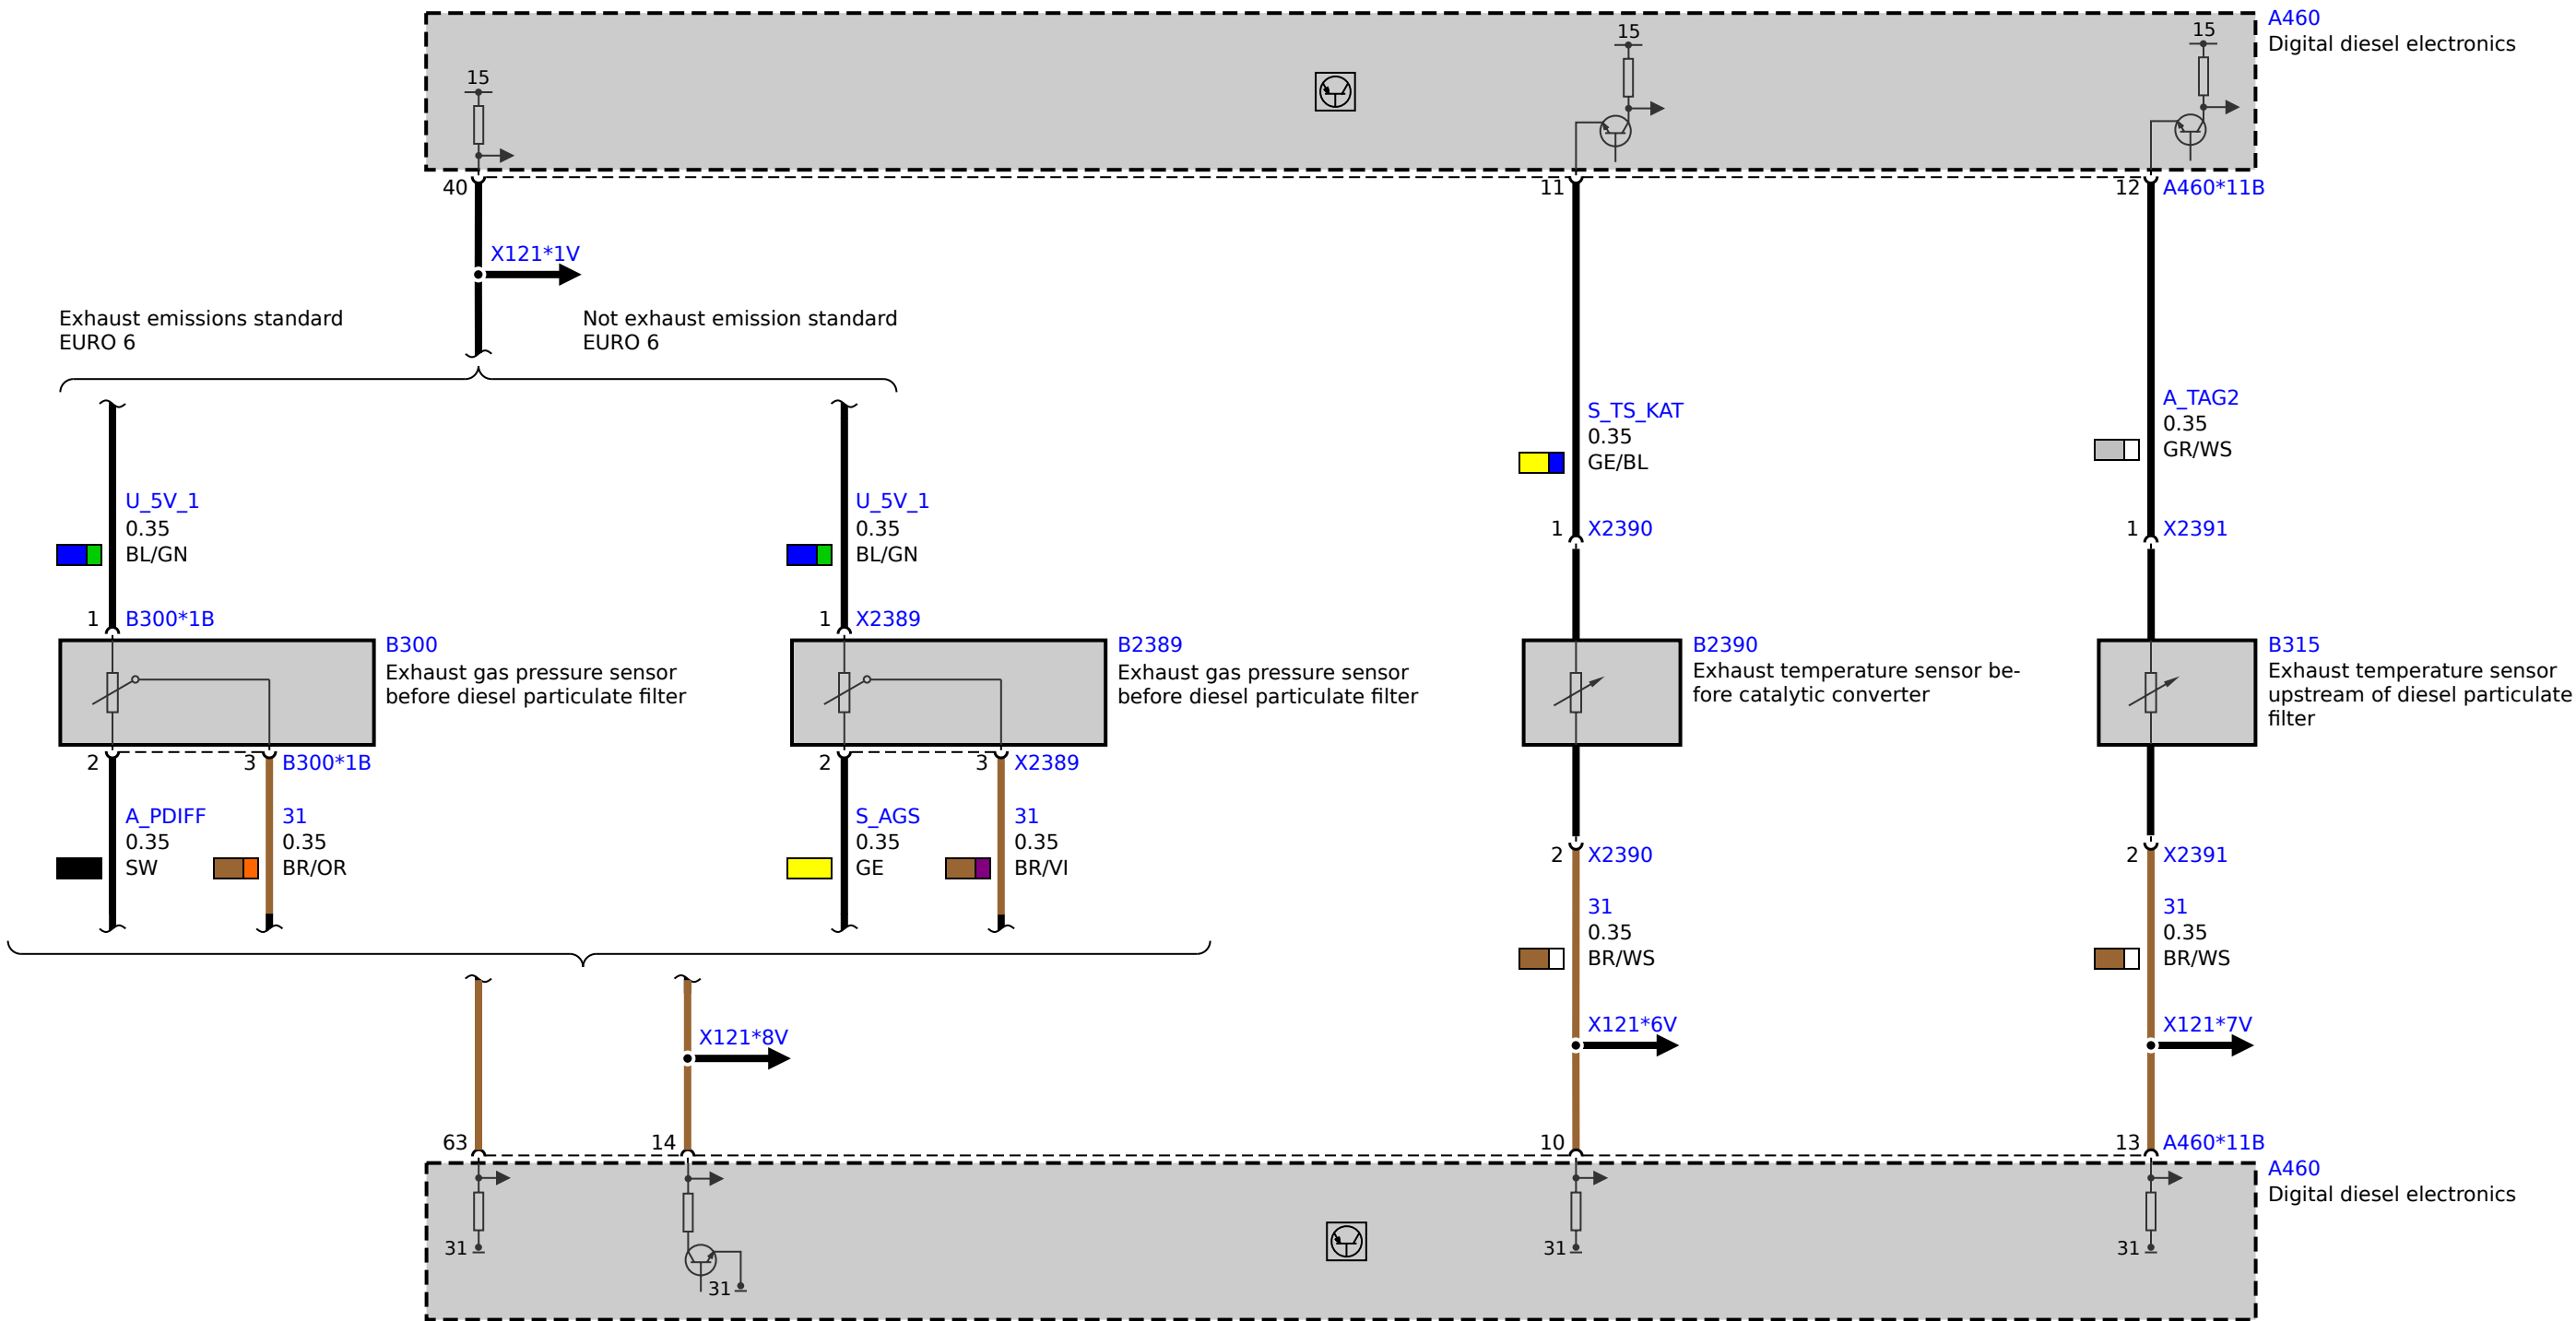 A460
Digital diesel electronics
15
15
15
40
11
12
A460*11B
X121*1V
Exhaust emissions standard
EURO 6
Not exhaust emission standard
EURO 6
U_5V_1
0.35
BL/GN
U_5V_1
0.35
BL/GN
S_TS_KAT
0.35
GE/BL
A_TAG2
0.35
GR/WS
1 X2390
1 X2391
1 B300*1B
1 X2389
B300
Exhaust gas pressure sensor
before diesel particulate filter
B2389
Exhaust gas pressure sensor
before diesel particulate filter
B2390
Exhaust temperature sensor be-
fore catalytic converter
B315
Exhaust temperature sensor
upstream of diesel particulate
filter
2
3 B300*1B
2
3 X2389
A_PDIFF
0.35
SW
31
0.35
BR/OR
S_AGS
0.35
GE
31
0.35
BR/VI
2 X2390
2 X2391
31
0.35
BR/WS
31
0.35
BR/WS
X121*8V
X121*6V
X121*7V
63
14
10
13
A460*11B
A460
Digital diesel electronics
31
31
31
31